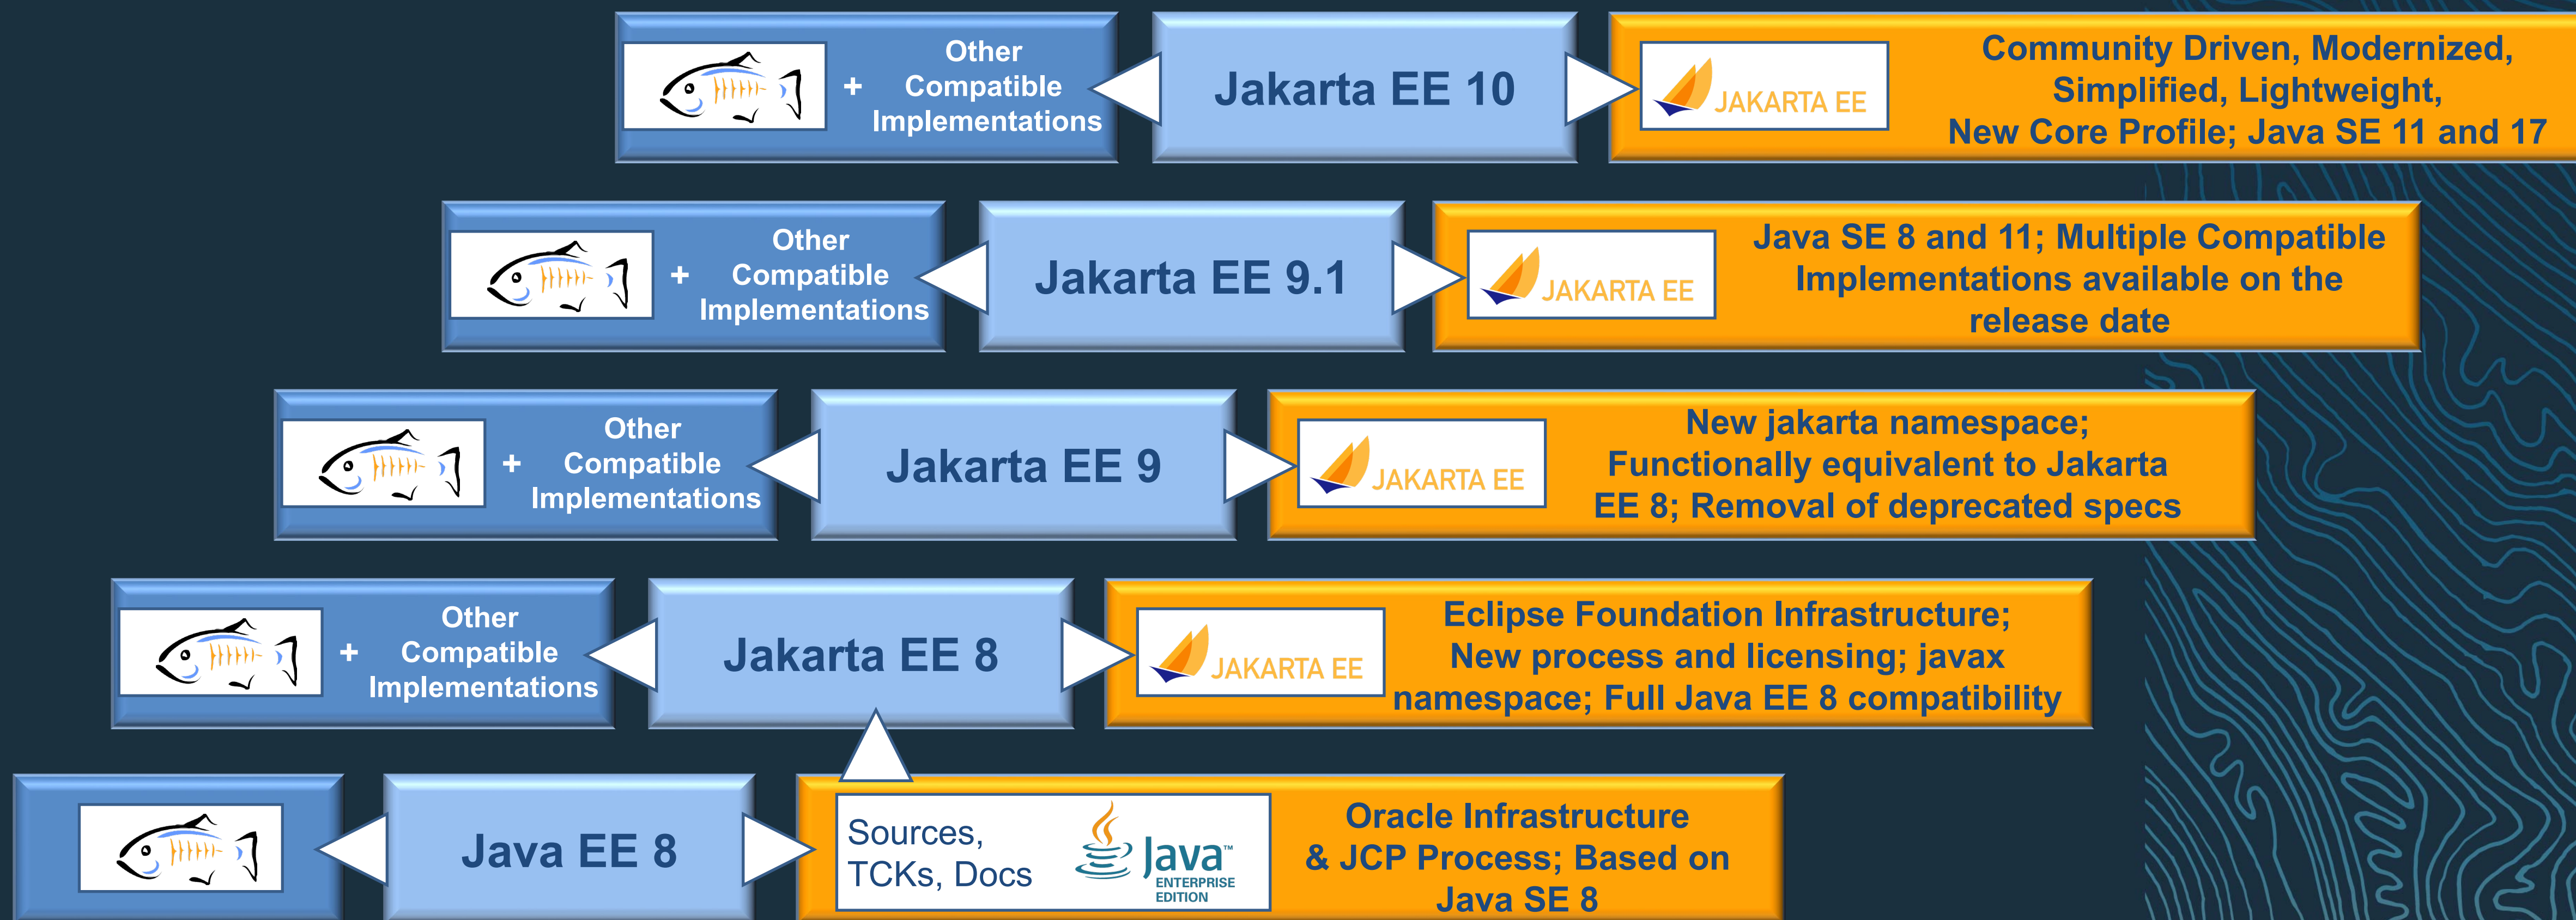 Other
Compatible
Implementations
+
Jakarta EE 10
JAKARTA EE
Community Driven, Modernized,
Simplified, Lightweight,
New Core Profile; Java SE 11 and 17
Other
Compatible
Implementations
+
Jakarta EE 9.1
JAKARTA EE
Java SE 8 and 11; Multiple Compatible
Implementations available on the
release date
Other
Compatible
Implementations
+
Jakarta EE 9
JAKARTA EE
New jakarta namespace;
Functionally equivalent to Jakarta
EE 8; Removal of deprecated specs
Other
Compatible
Implementations
+
Jakarta EE 8
JAKARTA EE
Eclipse Foundation Infrastructure;
New process and licensing; javax
namespace; Full Java EE 8 compatibility
Java EE 8
Sources,
TCKs, Docs
Java™
ENTERPRISE
EDITION
Oracle Infrastructure
& JCP Process; Based on
Java SE 8